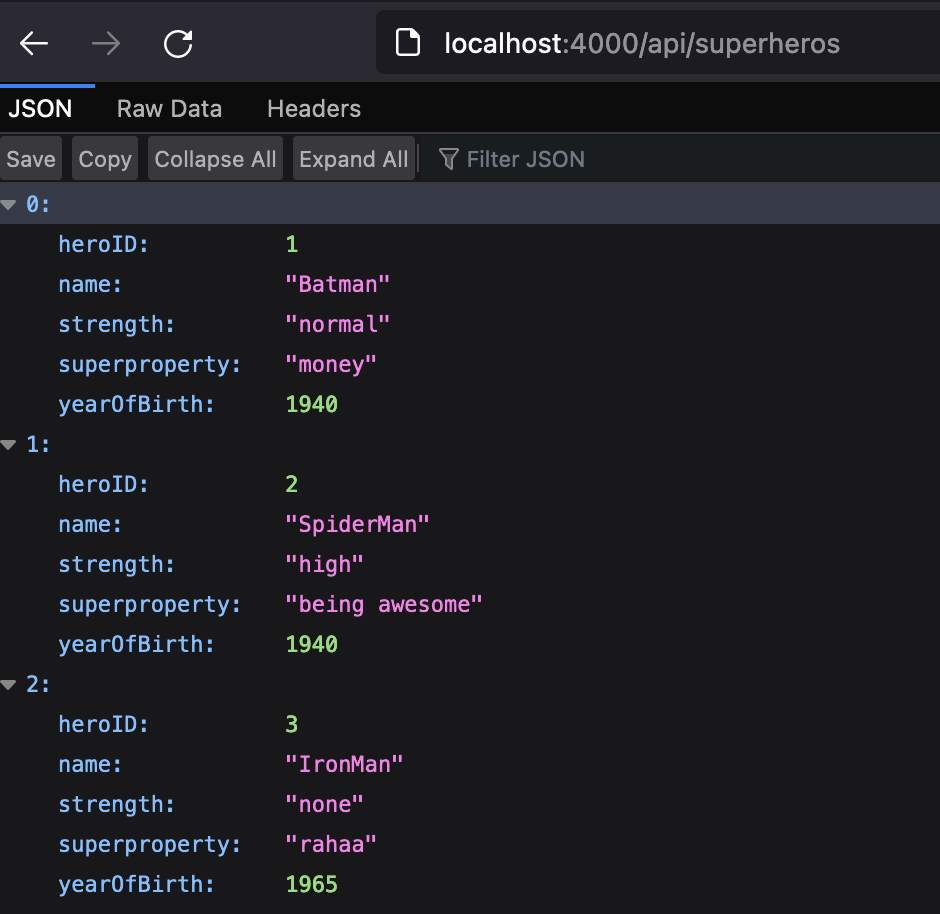 localhost:4000/api/superheros
JSON Raw Data Headers
Save Copy Collapse All Expand All Filter JSON
0:
heroID: 1
name: "Batman"
strength: "normal"
superproperty: "money"
yearOfBirth: 1940
1:
heroID: 2
name: "SpiderMan"
strength: "high"
superproperty: "being awesome"
yearOfBirth: 1940
2:
heroID: 3
name: "IronMan"
strength: "none"
superproperty: "rahaa"
yearOfBirth: 1965